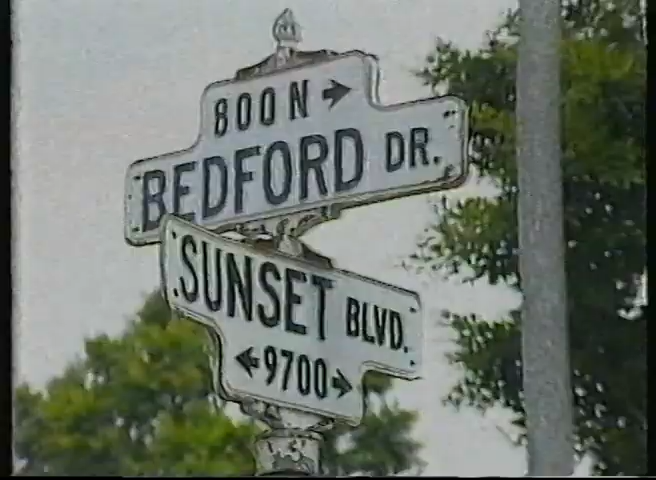 800 N →
BEDFORD DR.
SUNSET BLVD.
← 9700 →